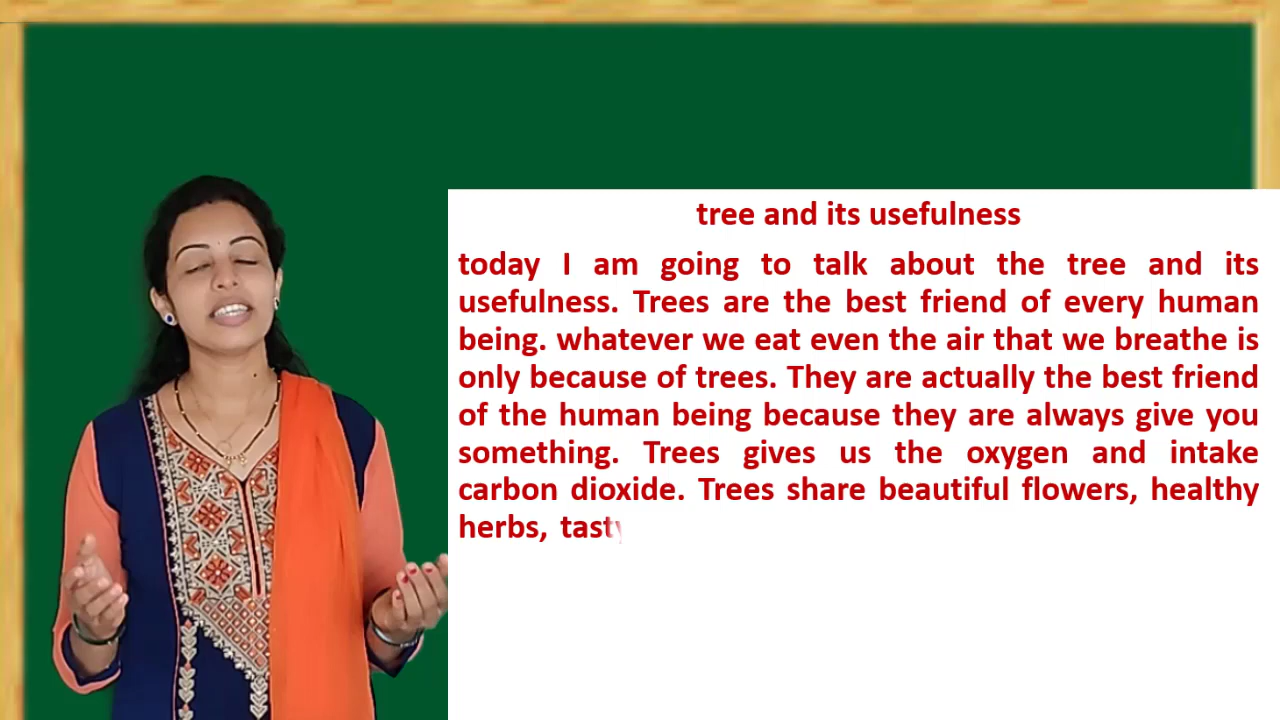 tree and its usefulness
today I am going to talk about the tree and its
usefulness. Trees are the best friend of every human
being. whatever we eat even the air that we breathe is
only because of trees. They are actually the best friend
of the human being because they are always give you
something. Trees gives us the oxygen and intake
carbon dioxide. Trees share beautiful flowers, healthy
herbs, tasty